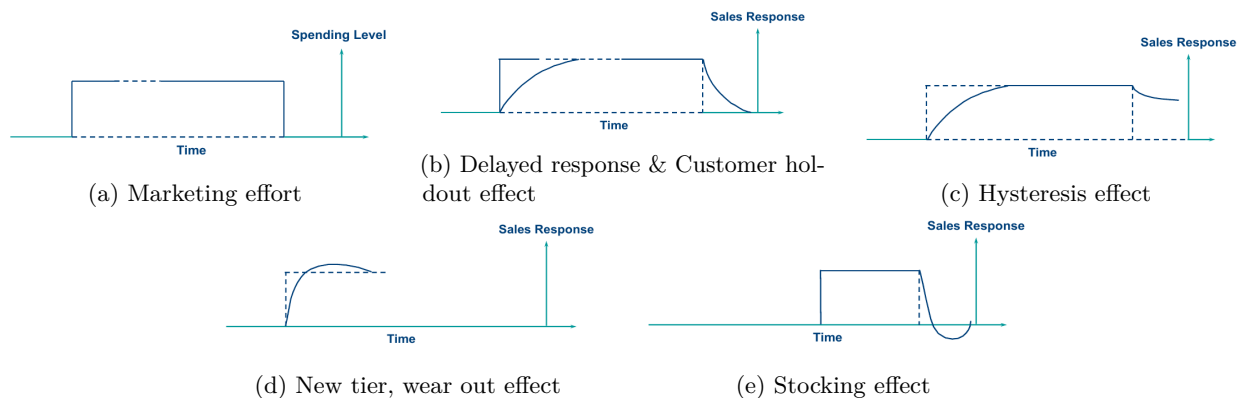 Spending Level
Time
(a) Marketing effort
Sales Response
Time
(b) Delayed response & Customer hol-
dout effect
Sales Response
Time
(c) Hysteresis effect
Sales Response
Time
(d) New tier, wear out effect
Sales Response
Time
(e) Stocking effect